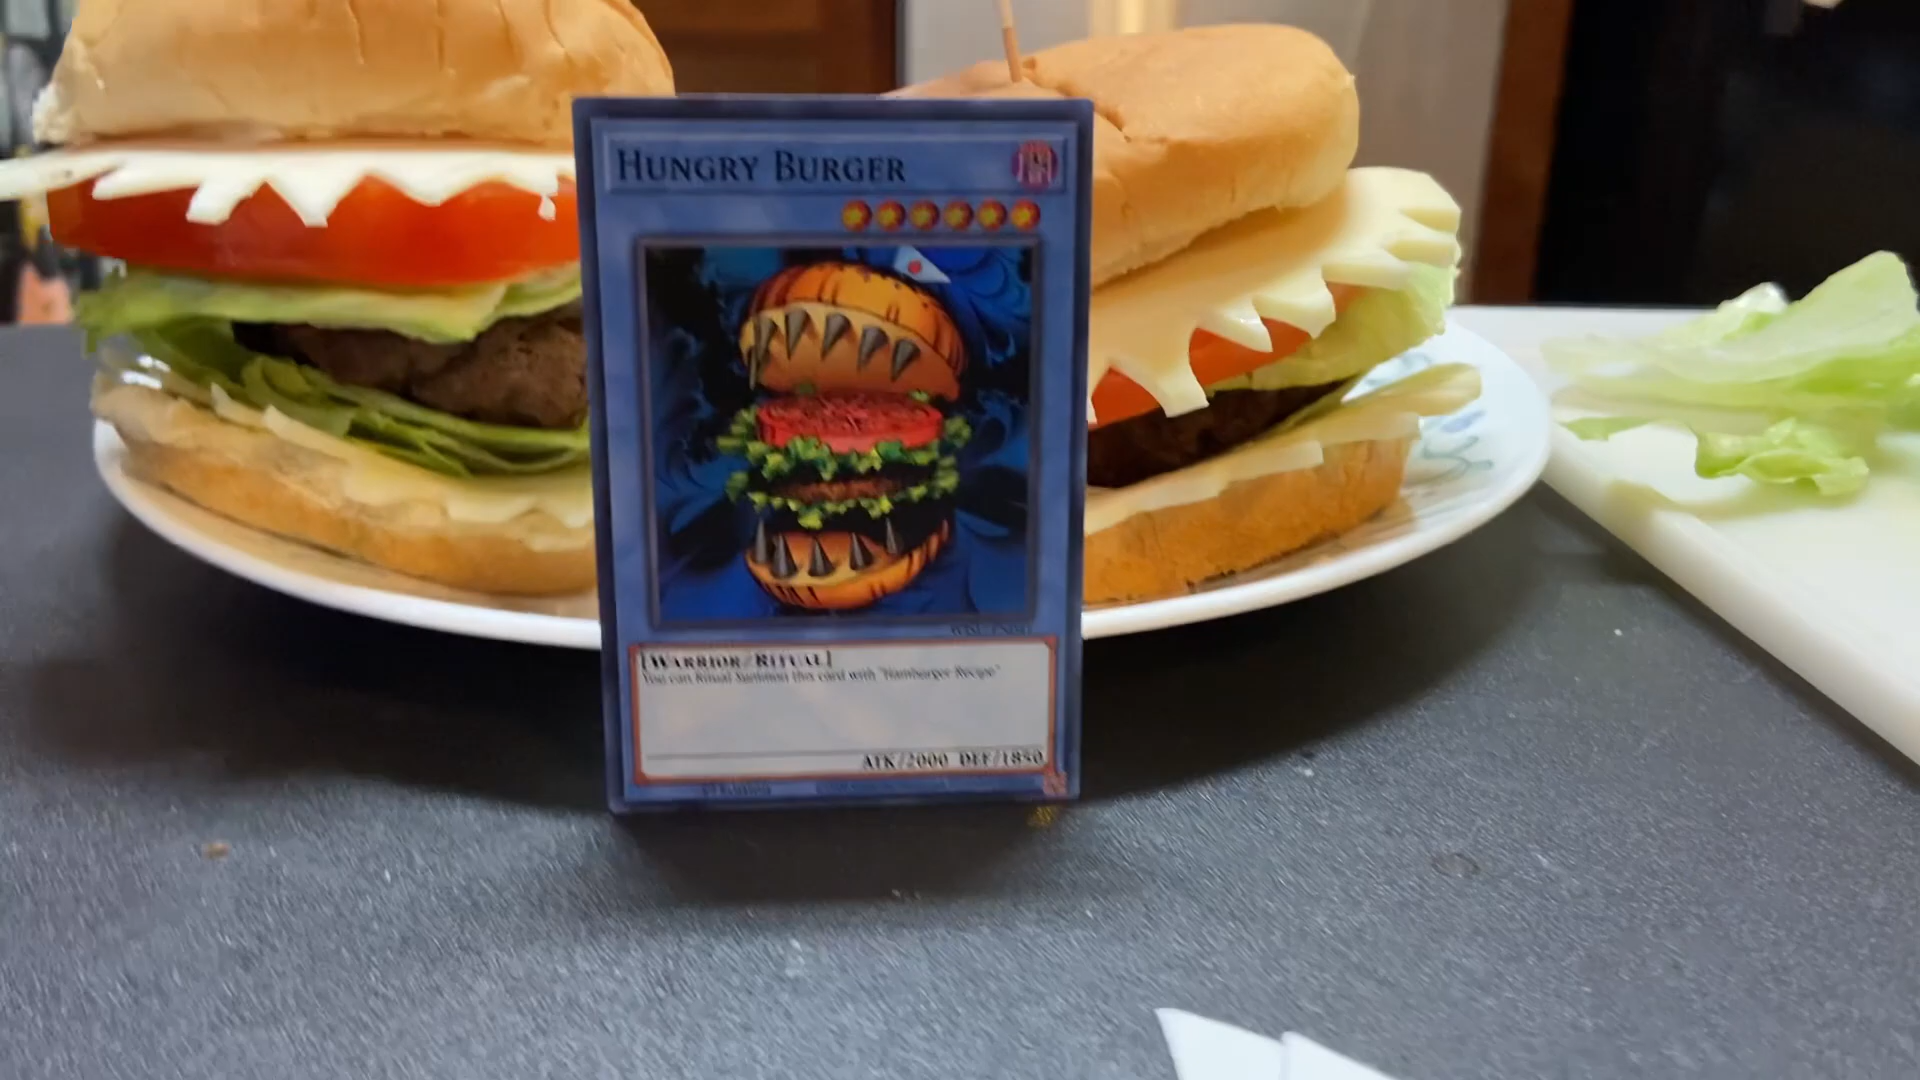 HUNGRY BURGER
[WARRIOR/RITUAL]
You can Ritual Summon this card with "Hamburger Recipe"
ATK/2000 DEF/1850